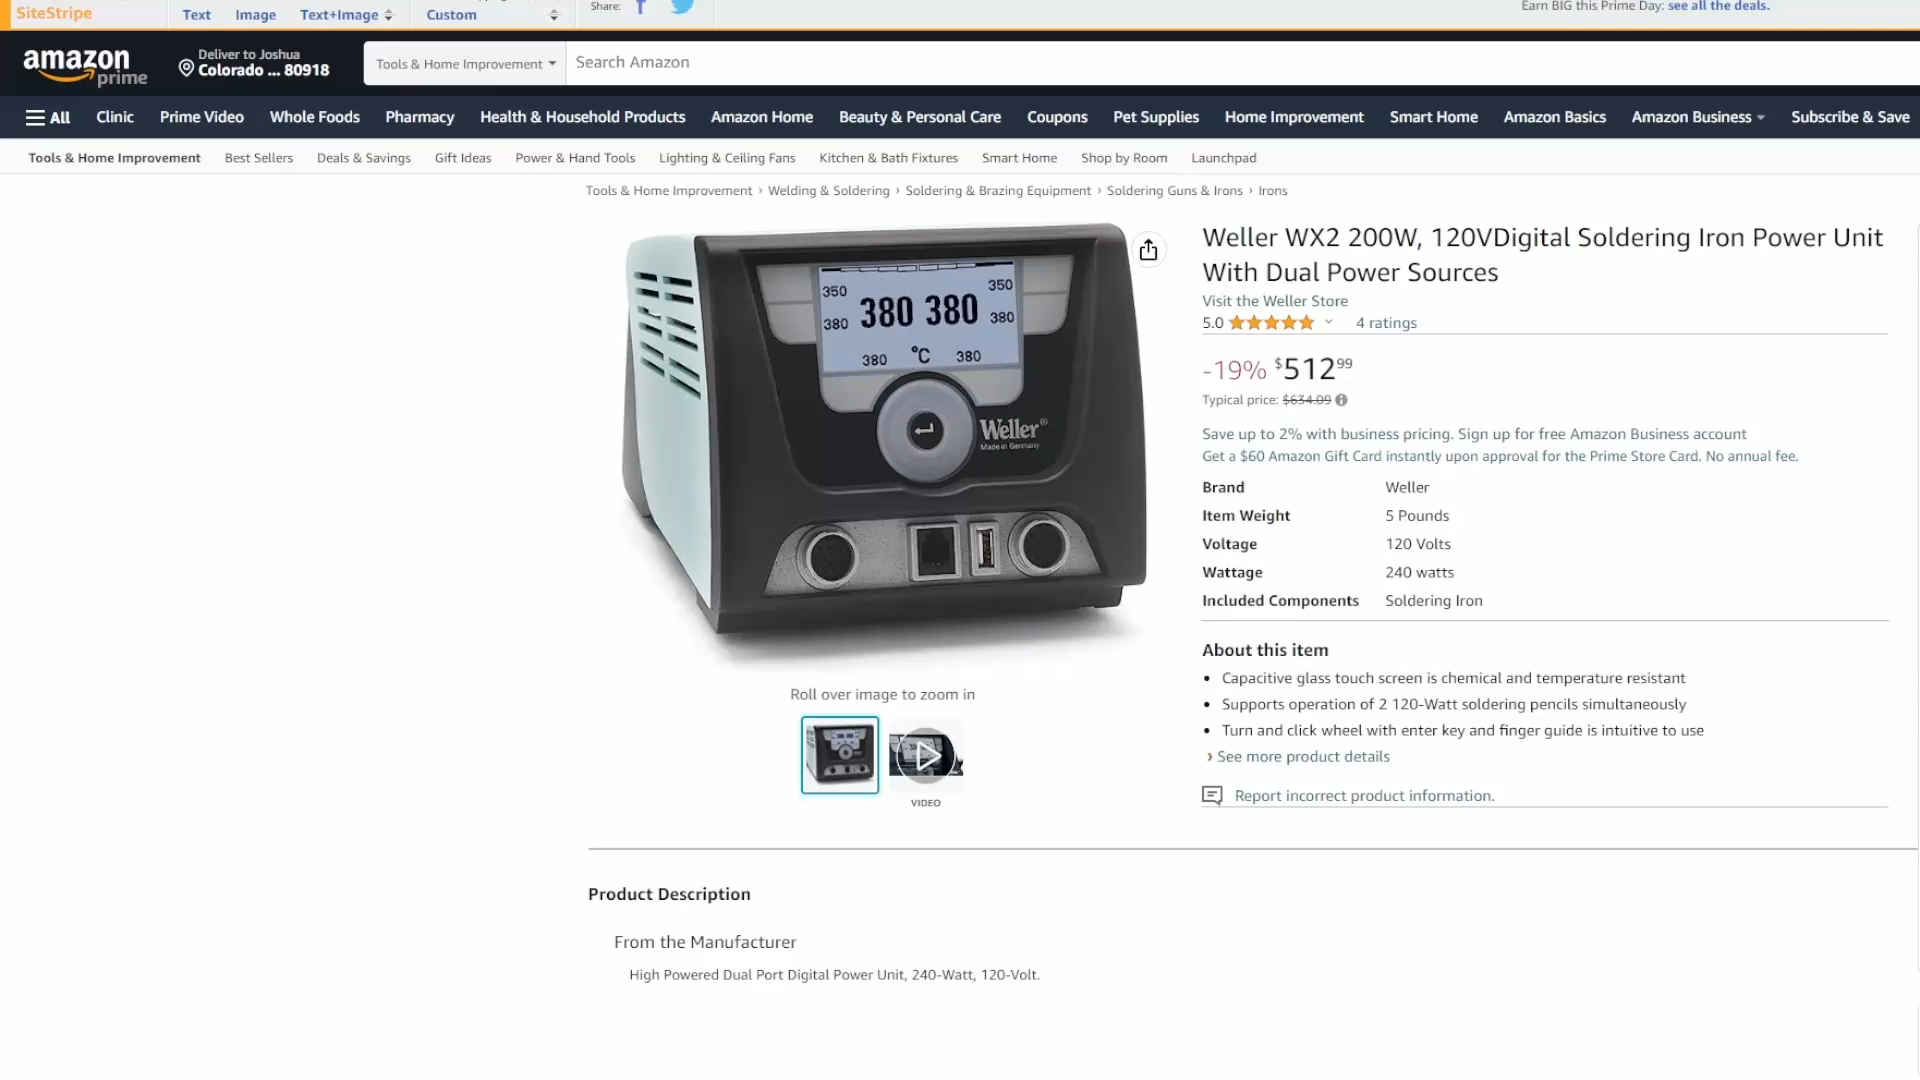 SiteStripe
Text
Image
Text+Image
Custom
Share:
Earn BIG this Prime Day: see all the deals.
amazon
prime
Deliver to Joshua
Colorado ... 80918
Tools & Home Improvement
Search Amazon
All
Clinic
Prime Video
Whole Foods
Pharmacy
Health & Household Products
Amazon Home
Beauty & Personal Care
Coupons
Pet Supplies
Home Improvement
Smart Home
Amazon Basics
Amazon Business
Subscribe & Save
Tools & Home Improvement
Best Sellers
Deals & Savings
Gift Ideas
Power & Hand Tools
Lighting & Ceiling Fans
Kitchen & Bath Fixtures
Smart Home
Shop by Room
Launchpad
Tools & Home Improvement › Welding & Soldering › Soldering & Brazing Equipment › Soldering Guns & Irons › Irons
350
350
380 380
380
380
380 °C 380
Weller®
Made in Germany
Roll over image to zoom in
VIDEO
Weller WX2 200W, 120VDigital Soldering Iron Power Unit
With Dual Power Sources
Visit the Weller Store
5.0
4 ratings
-19% $512 99
Typical price: $634.09
Save up to 2% with business pricing. Sign up for free Amazon Business account
Get a $60 Amazon Gift Card instantly upon approval for the Prime Store Card. No annual fee.
Brand Weller
Item Weight 5 Pounds
Voltage 120 Volts
Wattage 240 watts
Included Components Soldering Iron
About this item
• Capacitive glass touch screen is chemical and temperature resistant
• Supports operation of 2 120-Watt soldering pencils simultaneously
• Turn and click wheel with enter key and finger guide is intuitive to use
› See more product details
Report incorrect product information.
Product Description
From the Manufacturer
High Powered Dual Port Digital Power Unit, 240-Watt, 120-Volt.